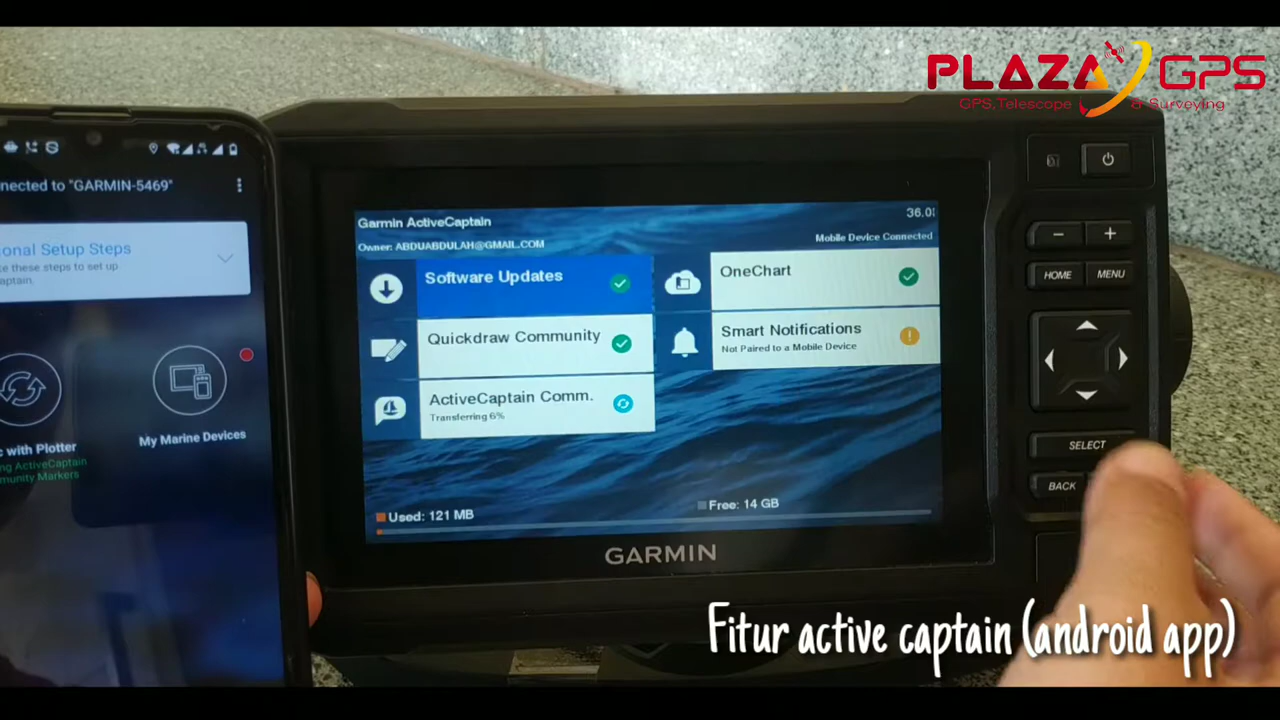 PLAZA GPS
GPS, Telescope & Surveying
nected to "GARMIN-5469"
onal Setup Steps
te these steps to set up
captain.
c with Plotter
ng ActiveCaptain
munity Markers
My Marine Devices
Garmin ActiveCaptain
36.0
Owner: ABDUABDULAH@GMAIL.COM
Mobile Device Connected
Software Updates
OneChart
Quickdraw Community
Smart Notifications
Not Paired to a Mobile Device
ActiveCaptain Comm.
Transferring 6%
Used: 121 MB
Free: 14 GB
GARMIN
HOME
MENU
SELECT
BACK
Fitur active captain (android app)